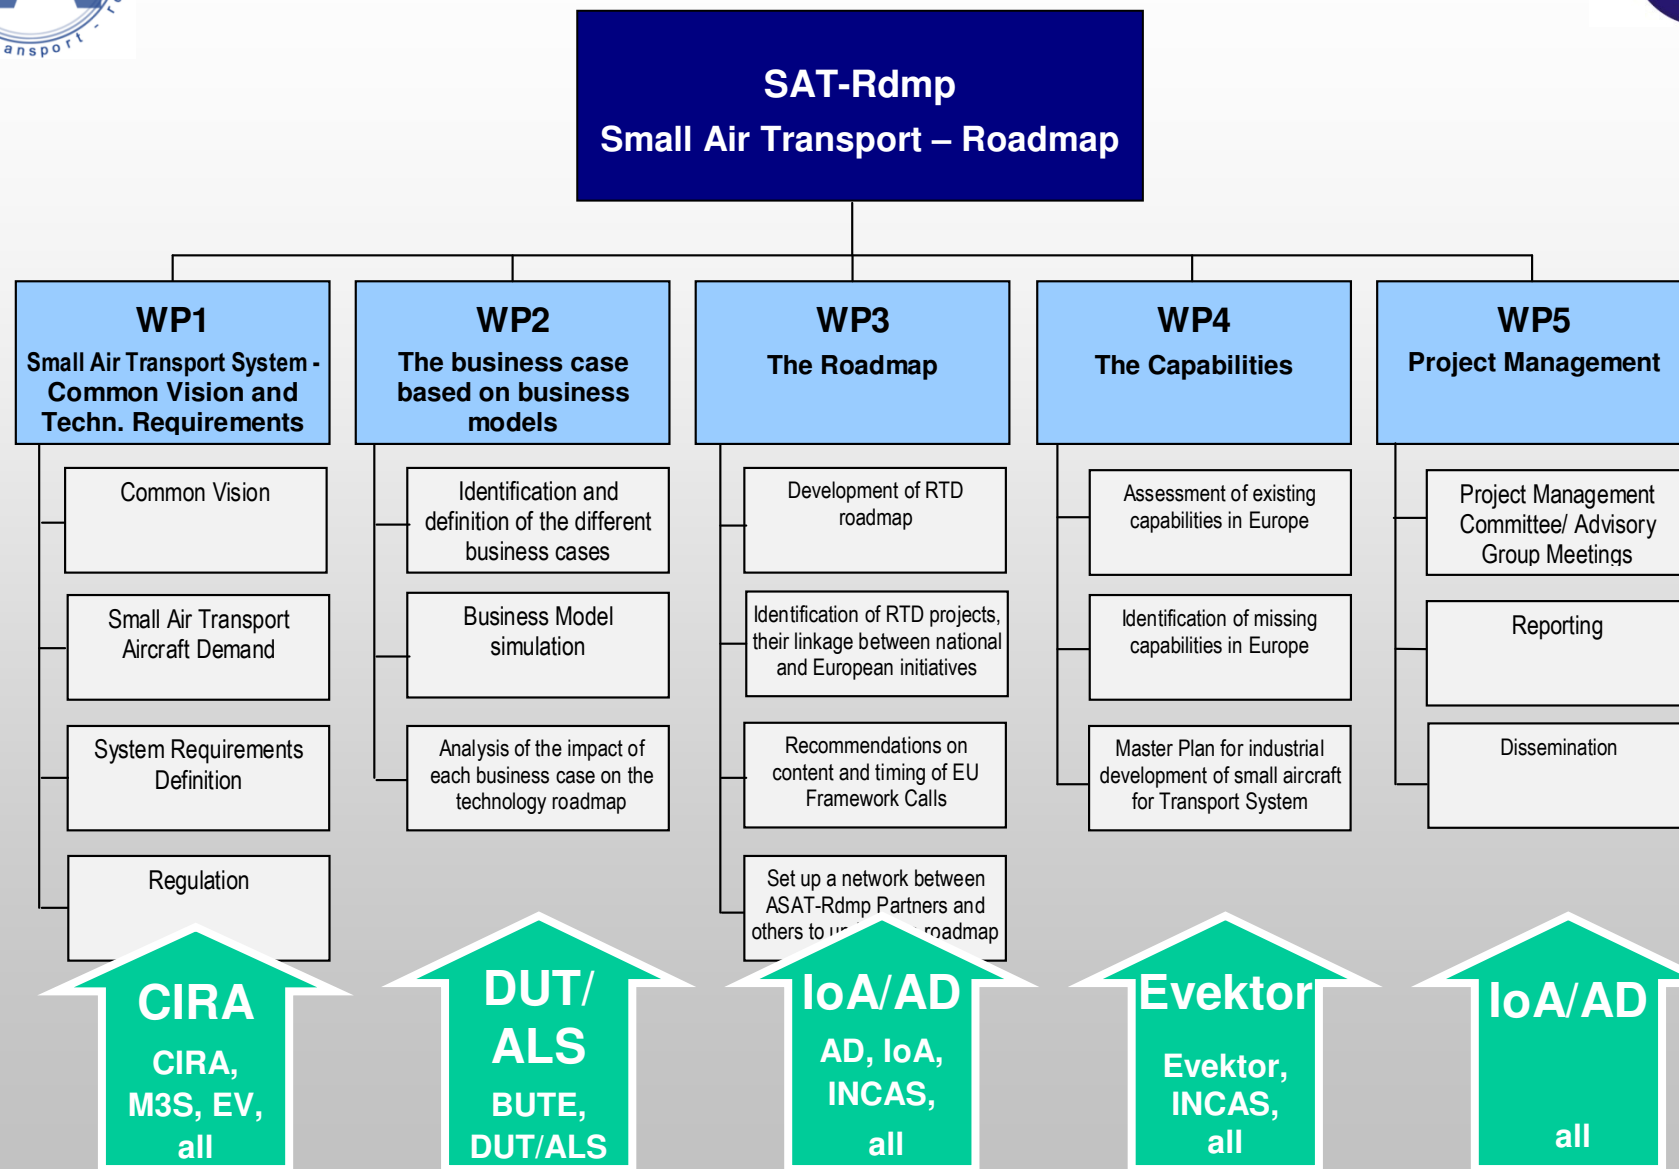 ansport - r
SAT-Rdmp
Small Air Transport – Roadmap
WP1
Small Air Transport System -
Common Vision and
Techn. Requirements
WP2
The business case
based on business
models
WP3
The Roadmap
WP4
The Capabilities
WP5
Project Management
Common Vision
Small Air Transport
Aircraft Demand
System Requirements
Definition
Regulation
Identification and
definition of the different
business cases
Business Model
simulation
Analysis of the impact of
each business case on the
technology roadmap
Development of RTD
roadmap
Identification of RTD projects,
their linkage between national
and European initiatives
Recommendations on
content and timing of EU
Framework Calls
Set up a network between
ASAT-Rdmp Partners and
others to roadmap
Assessment of existing
capabilities in Europe
Identification of missing
capabilities in Europe
Master Plan for industrial
development of small aircraft
for Transport System
Project Management
Committee/ Advisory
Group Meetings
Reporting
Dissemination
CIRA
CIRA,
M3S, EV,
all
DUT/
ALS
BUTE,
DUT/ALS
IoA/AD
AD, IoA,
INCAS,
all
Evektor
Evektor,
INCAS,
all
IoA/AD
all